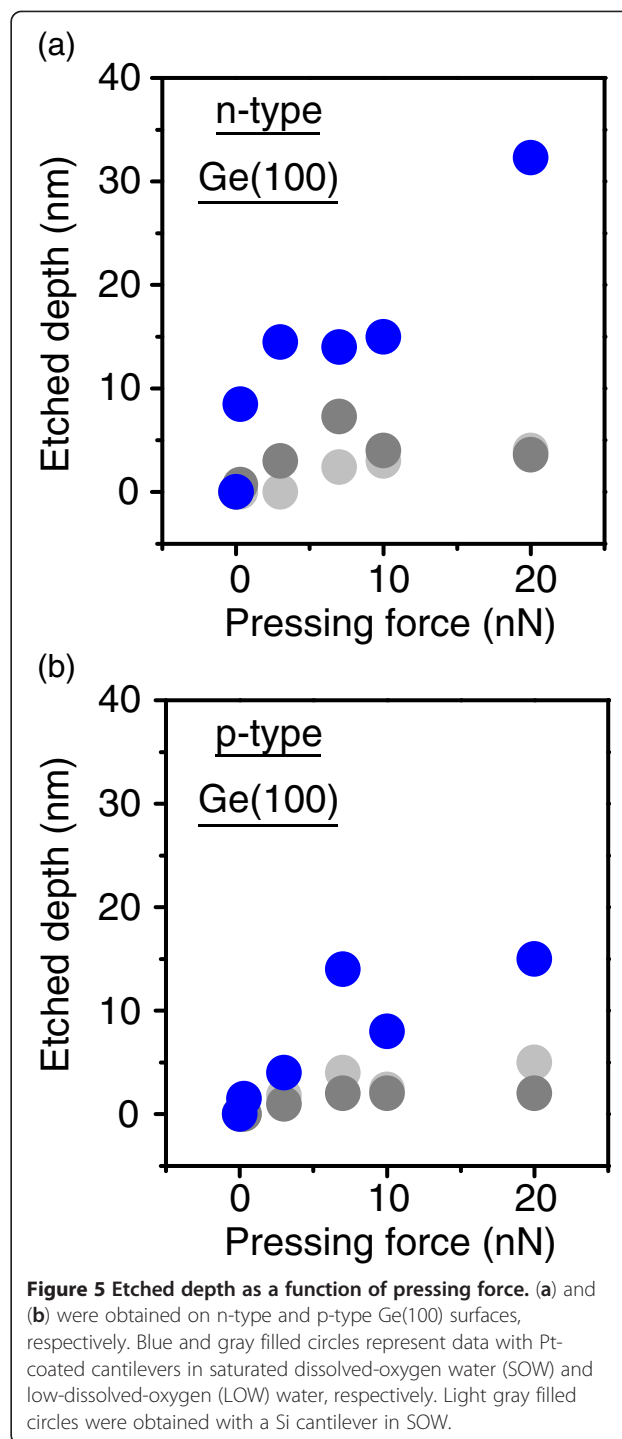 (a)
40
n-type
Ge(100)
30
20
10
0
Etched depth (nm)
0 10 20
Pressing force (nN)
(b)
40
p-type
Ge(100)
30
20
10
0
Etched depth (nm)
0 10 20
Pressing force (nN)
Figure 5 Etched depth as a function of pressing force. (a) and
(b) were obtained on n-type and p-type Ge(100) surfaces,
respectively. Blue and gray filled circles represent data with Pt-
coated cantilevers in saturated dissolved-oxygen water (SOW) and
low-dissolved-oxygen (LOW) water, respectively. Light gray filled
circles were obtained with a Si cantilever in SOW.